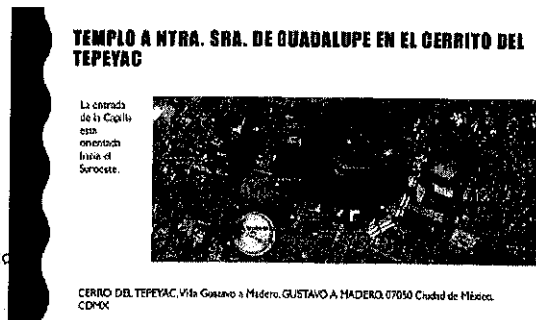 TEMPLO A NTRA. SRA. DE GUADALUPE EN EL CERRITO DEL
TEPEYAC
La entrada
de la Capilla
esta
orientada
hacia el
Suroeste.
CERRO DEL TEPEYAC, Villa Gustavo a Madero, GUSTAVO A MADERO, 07050 Ciudad de México,
CDMX